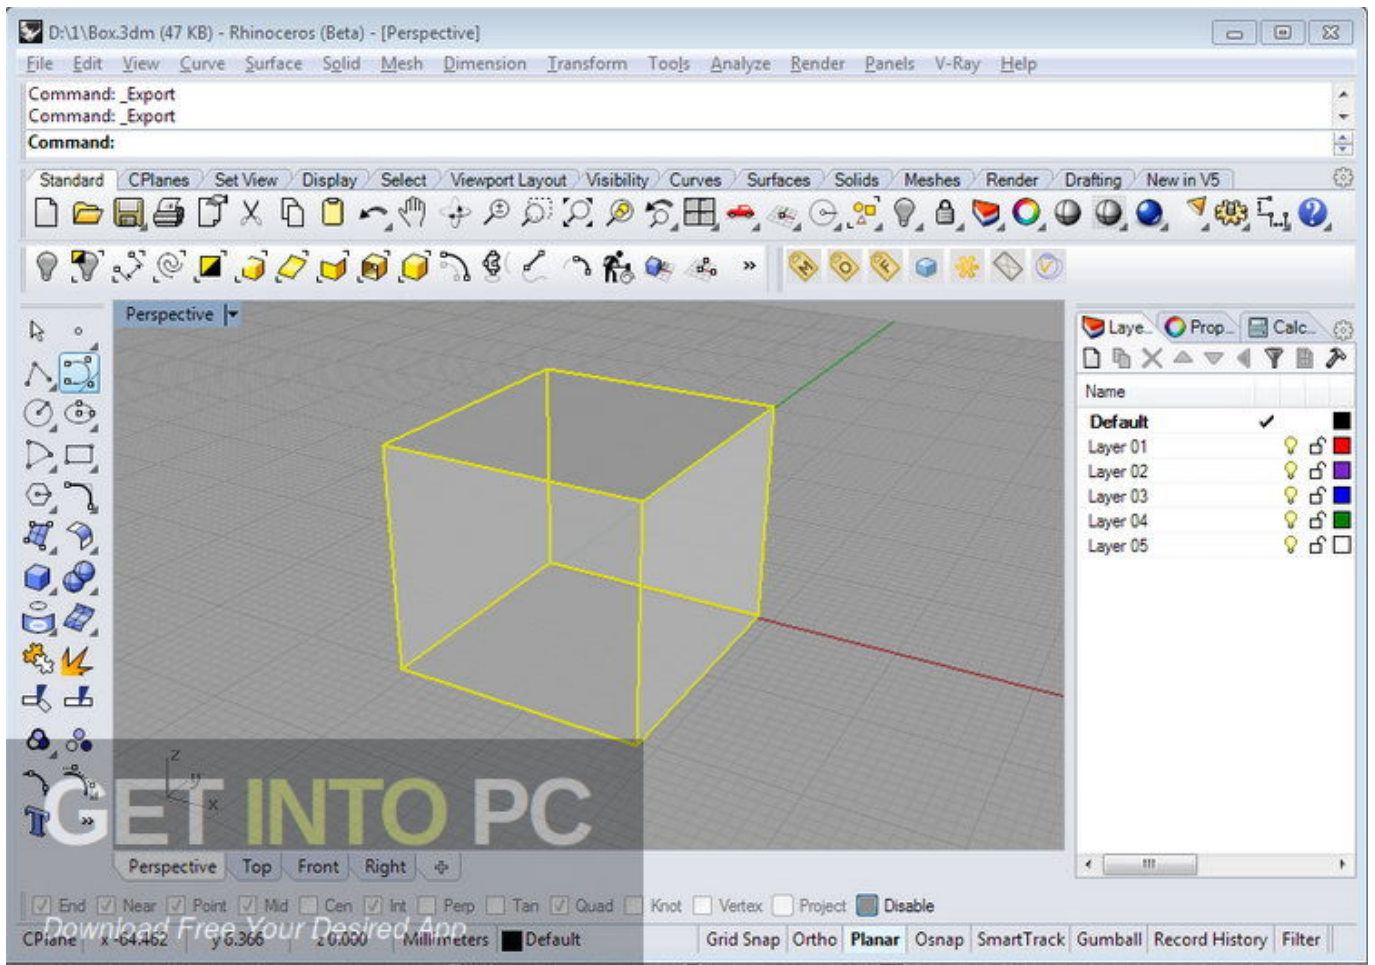 D:\1\Box.3dm (47 KB) - Rhinoceros (Beta) - [Perspective]
File Edit View Curve Surface Solid Mesh Dimension Transform Tools Analyze Render Panels V-Ray Help
Command: _Export
Command: _Export
Command:
Standard CPlanes Set View Display Select Viewport Layout Visibility Curves Surfaces Solids Meshes Render Drafting New in V5
M O F
Perspective
Laye... Prop... Calc...
Name
Default
Layer 01
Layer 02
Layer 03
Layer 04
Layer 05
z
y
x
GET INTO PC
Perspective Top Front Right
End Near Point Mid Cen Int Perp Tan Quad Knot Vertex Project Disable
Download Free Your Desired App
CPlane x -64.462 y 6.366 z 0.000 Millimeters Default Grid Snap Ortho Planar Osnap SmartTrack Gumball Record History Filter